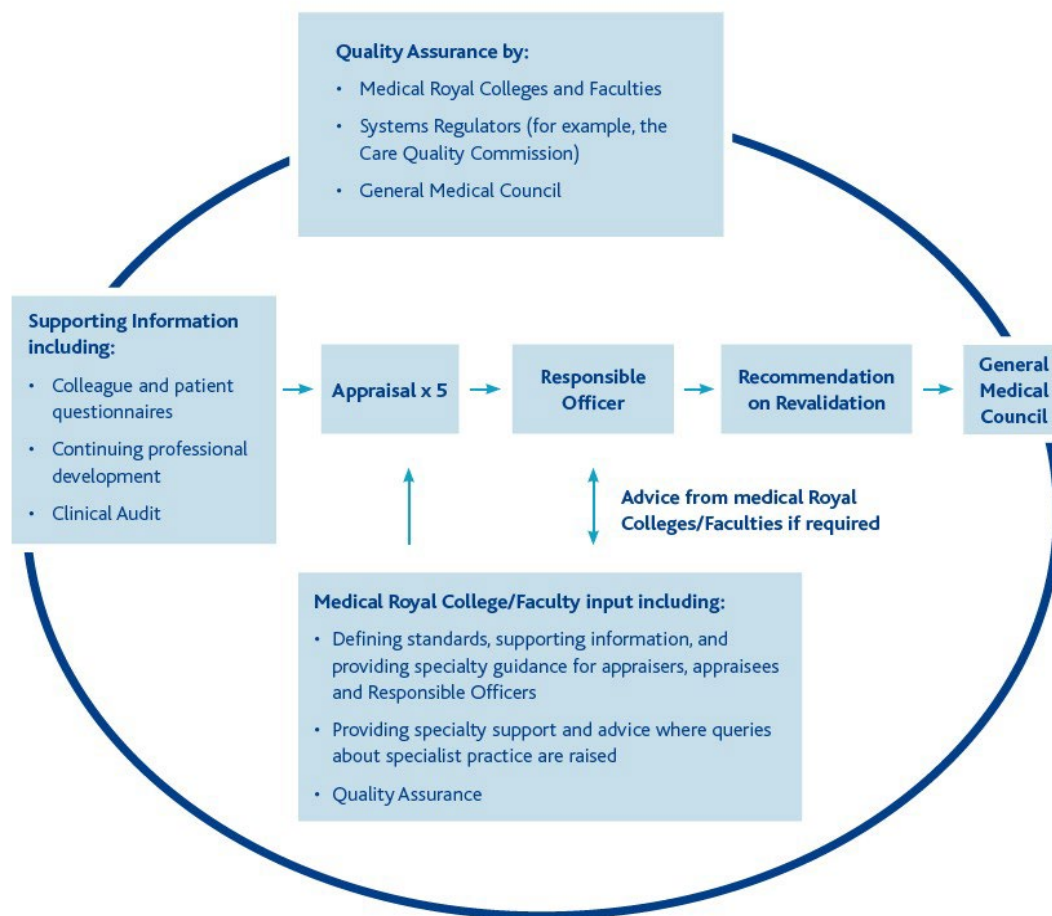 Quality Assurance by:
• Medical Royal Colleges and Faculties
• Systems Regulators (for example, the
Care Quality Commission)
• General Medical Council
Supporting Information
including:
• Colleague and patient
questionnaires
• Continuing professional
development
• Clinical Audit
Appraisal x 5
Responsible
Officer
Recommendation
on Revalidation
General
Medical
Council
Advice from medical Royal
Colleges/Faculties if required
Medical Royal College/Faculty input including:
• Defining standards, supporting information, and
providing specialty guidance for appraisers, appraisees
and Responsible Officers
• Providing specialty support and advice where queries
about specialist practice are raised
• Quality Assurance